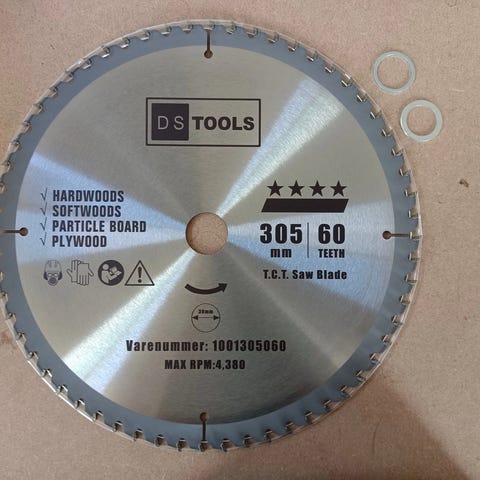 DS TOOLS
HARDWOODS
SOFTWOODS
PARTICLE BOARD
PLYWOOD
305 | 60
mm TEETH
T.C.T. Saw Blade
30mm
Varenummer: 1001305060
MAX RPM:4,380